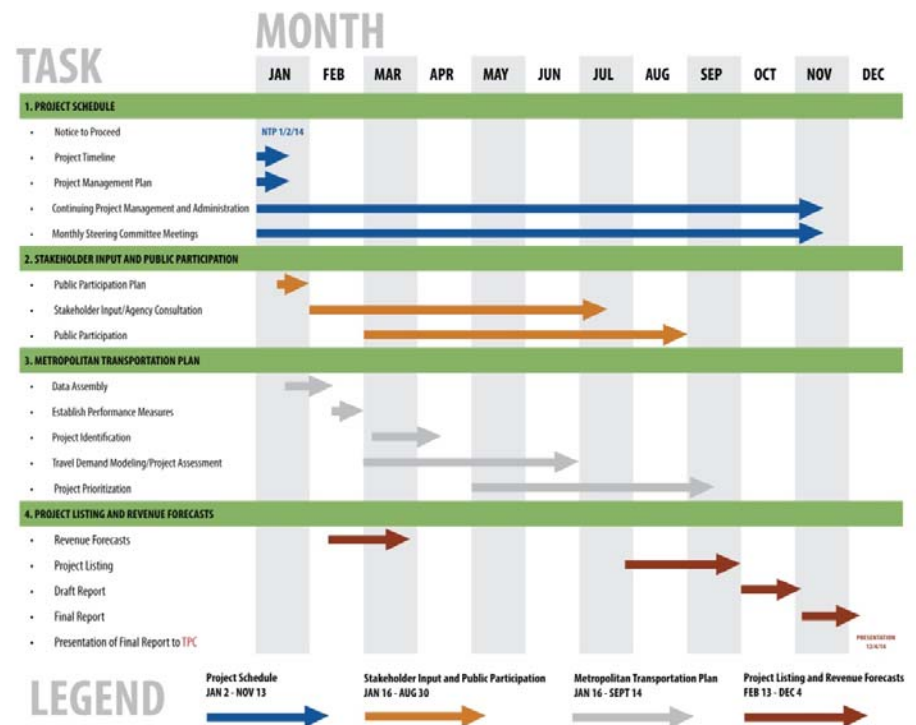 MONTH
TASK
JAN FEB MAR APR MAY JUN JUL AUG SEP OCT NOV DEC
1. PROJECT SCHEDULE
• Notice to Proceed NTP 1/2/14
• Project Timeline
• Project Management Plan
• Continuing Project Management and Administration
• Monthly Steering Committee Meetings
2. STAKEHOLDER INPUT AND PUBLIC PARTICIPATION
• Public Participation Plan
• Stakeholder Input/Agency Consultation
• Public Participation
3. METROPOLITAN TRANSPORTATION PLAN
• Data Assembly
• Establish Performance Measures
• Project Identification
• Travel Demand Modeling/Project Assessment
• Project Prioritization
4. PROJECT LISTING AND REVENUE FORECASTS
• Revenue Forecasts
• Project Listing
• Draft Report
• Final Report
• Presentation of Final Report to TPC PRESENTATION
12/4/14
LEGEND
Project Schedule
JAN 2 - NOV 13
Stakeholder Input and Public Participation
JAN 16 - AUG 30
Metropolitan Transportation Plan
JAN 16 - SEPT 14
Project Listing and Revenue Forecasts
FEB 13 - DEC 4